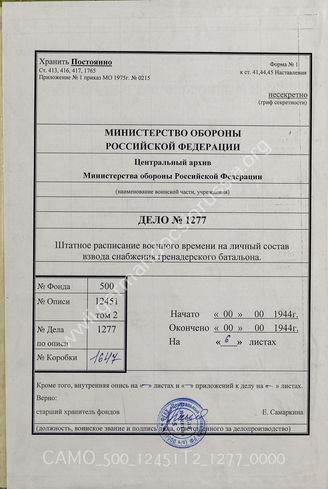 Хранить Постоянно
Форма № 1
Ст. 413, 416, 417, 1765
к ст. 41,44,45 Наставления
Приложение № 1 приказ МО 1975г. № 0215
несекретно
(гриф секретности)
МИНИСТЕРСТВО ОБОРОНЫ
РОССИЙСКОЙ ФЕДЕРАЦИИ
Центральный архив
Министерства обороны Российской Федерации
(наименование воинской части, учреждения)
ДЕЛО № 1277
Штатное расписание военного времени на личный состав
взвода снабжения гренадерского батальона.
№ Фонда 500
№ Описи 12451
том 2
№ Дела 1277
по описи
№ Коробки 1647
Начато « 00 » 00 1944г.
Окончено « 00 » 00 1944г.
На « 6 » листах
Кроме того, внутренняя опись на « » листах и « » приложений к делу на « » листах.
Верно:
старший хранитель фондов Е. Самаркина
(должность, воинское звание и подпись лица, ответственного за делопроизводство)
CAMO_500_12451 T 2_1277_0000